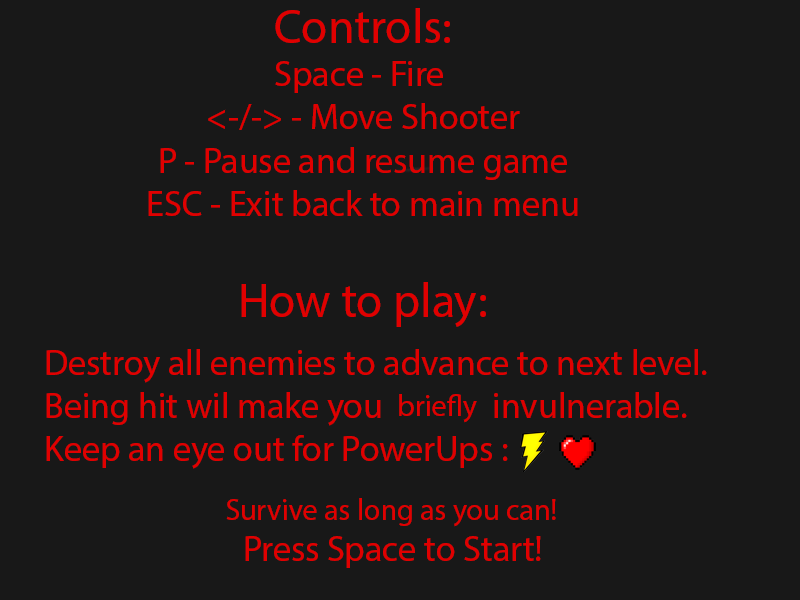 Controls:
Space - Fire
<-/-> - Move Shooter
P - Pause and resume game
ESC - Exit back to main menu
How to play:
Destroy all enemies to advance to next level.
Being hit wil make you briefly invulnerable.
Keep an eye out for PowerUps :
Survive as long as you can!
Press Space to Start!